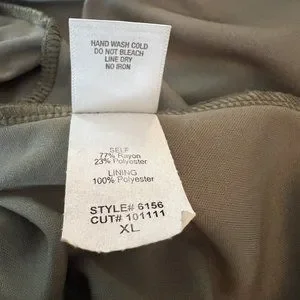 HAND WASH COLD
DO NOT BLEACH
LINE DRY
NO IRON
SELF
77% Rayon
23% Polyester
LINING
100% Polyester
STYLE# 6156
CUT# 101111
XL